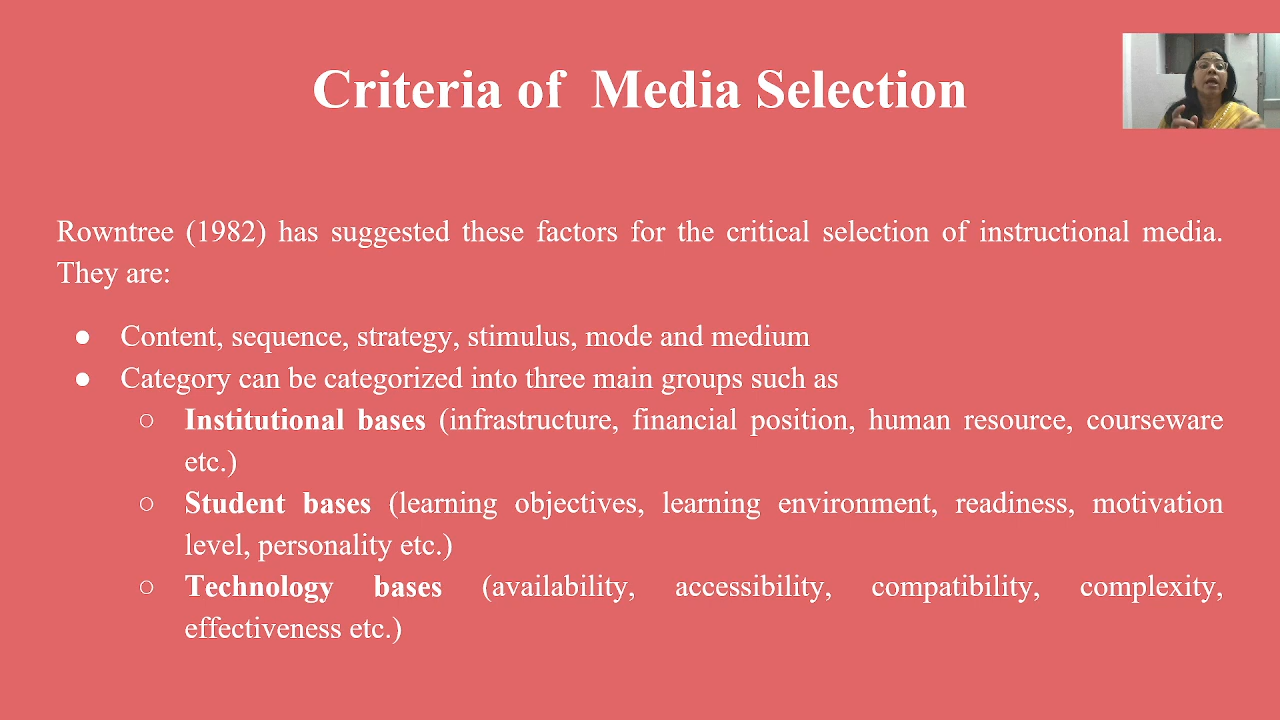 Criteria of Media Selection
Rowntree (1982) has suggested these factors for the critical selection of instructional media.
They are:
● Content, sequence, strategy, stimulus, mode and medium
● Category can be categorized into three main groups such as
○ Institutional bases (infrastructure, financial position, human resource, courseware
etc.)
○ Student bases (learning objectives, learning environment, readiness, motivation
level, personality etc.)
○ Technology bases (availability, accessibility, compatibility, complexity,
effectiveness etc.)